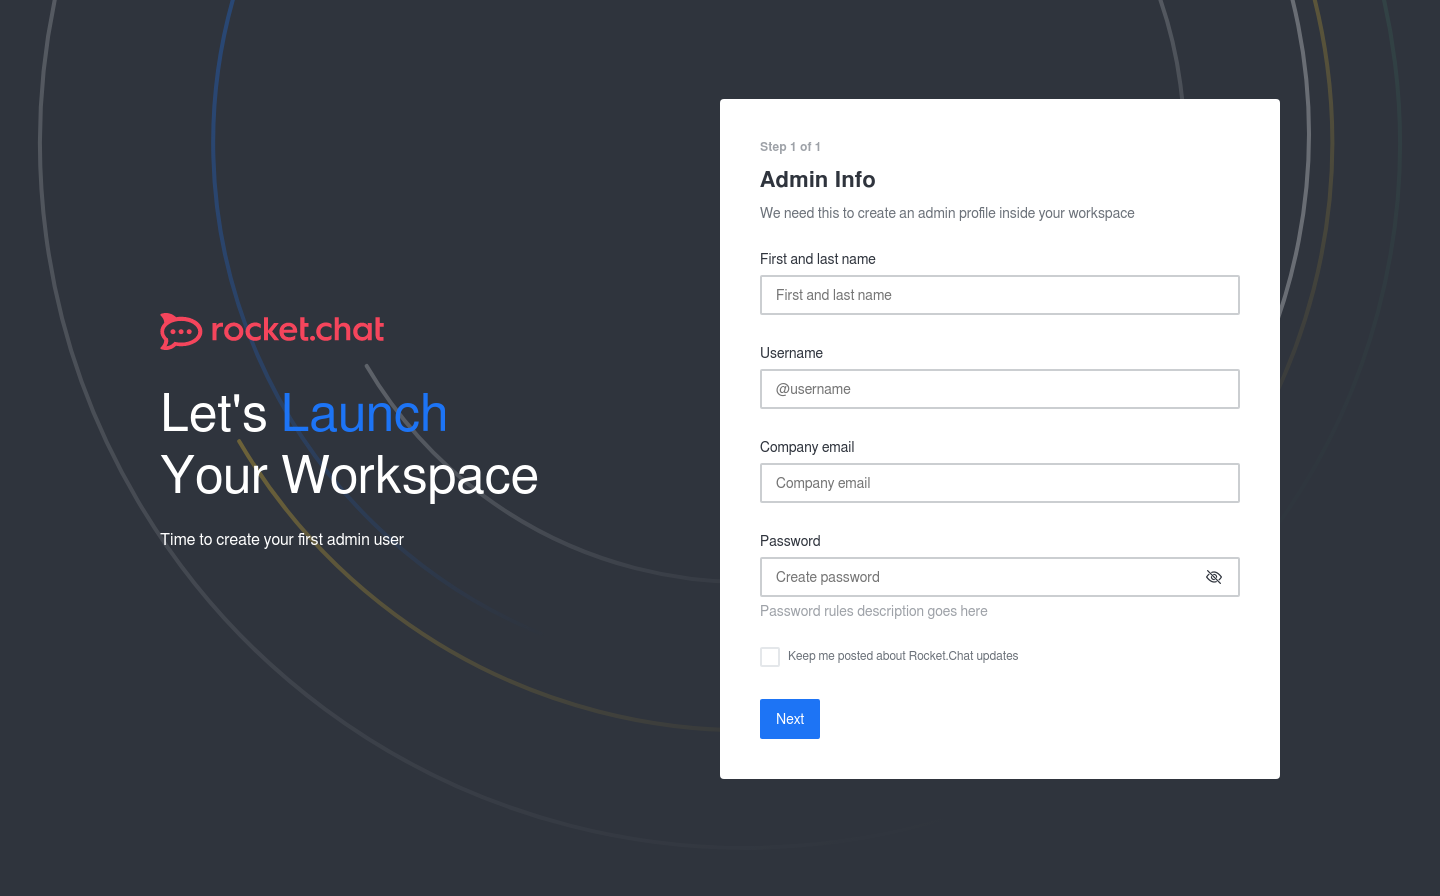 rocket.chat
Let's Launch
Your Workspace
Time to create your first admin user
Step 1 of 1
Admin Info
We need this to create an admin profile inside your workspace
First and last name
First and last name
Username
@username
Company email
Company email
Password
Create password
Password rules description goes here
Keep me posted about Rocket.Chat updates
Next